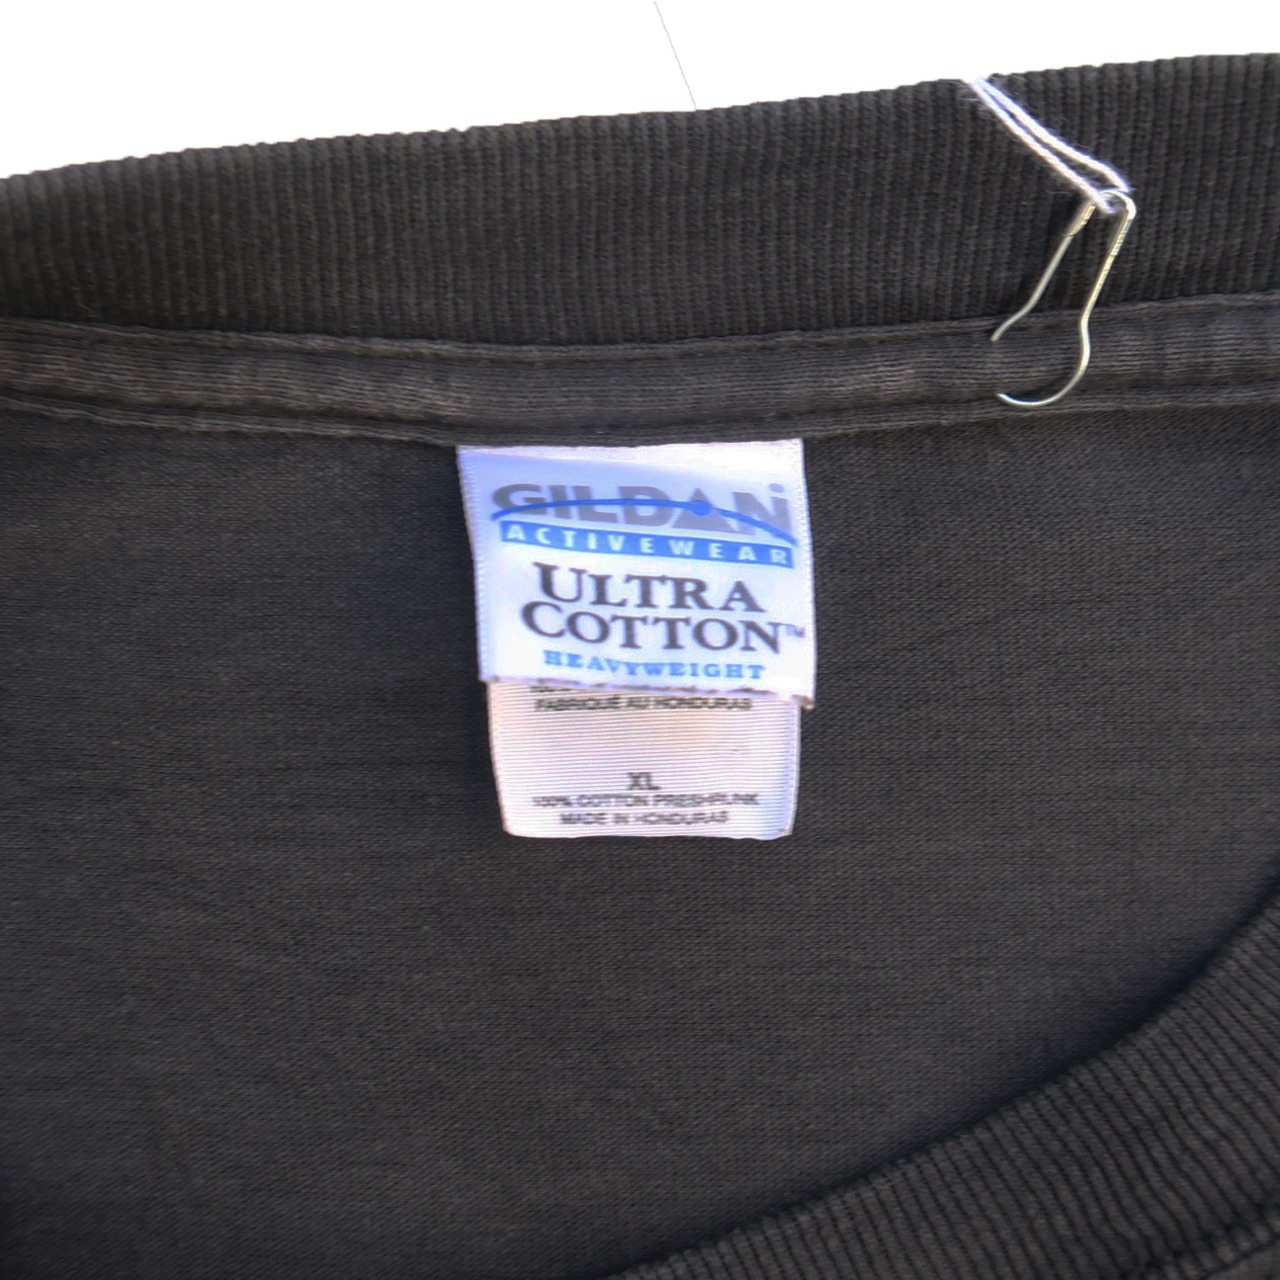 GILDAN
ACTIVEWEAR
ULTRA
COTTON™
HEAVYWEIGHT
FABRIQUÉ AU HONDURAS
XL
100% COTTON PRESHRUNK
MADE IN HONDURAS